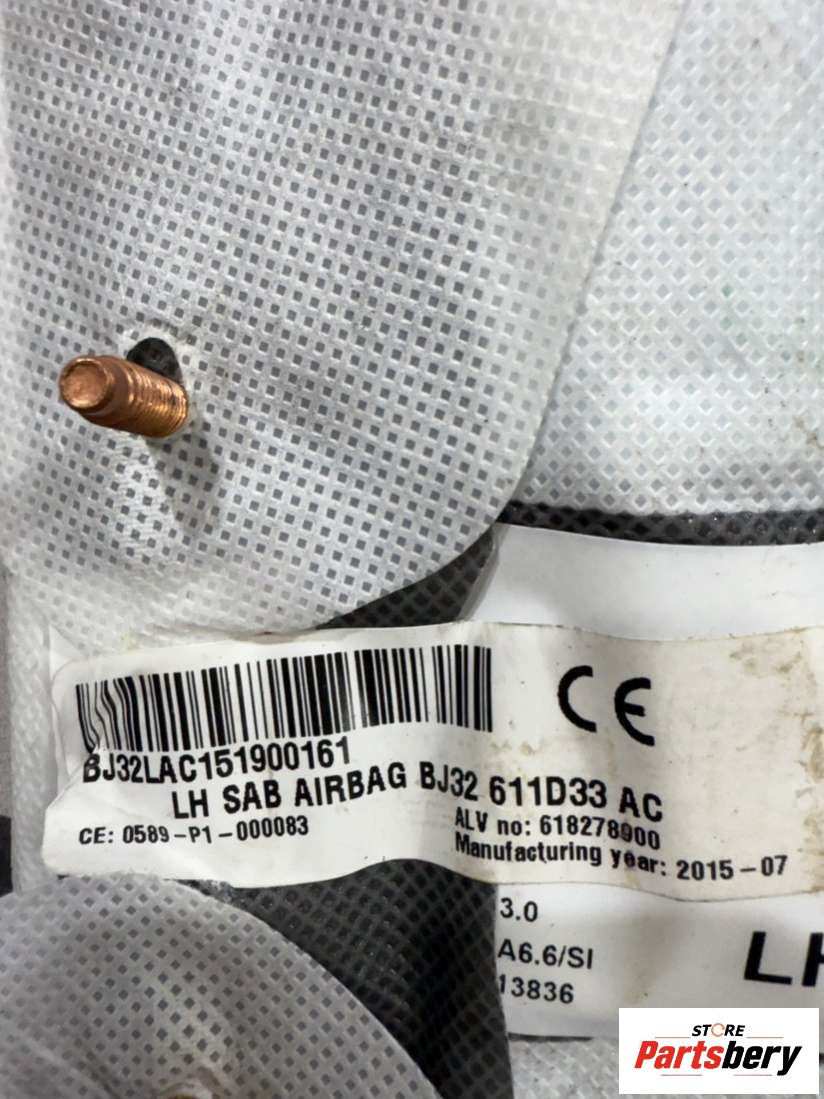 CE
BJ32LAC151900161
LH SAB AIRBAG BJ32 611D33 AC
CE: 0589-P1-000083
ALV no: 618278900
Manufacturing year: 2015-07
3.0
A6.6/SI
13836
STORE
Partsbery